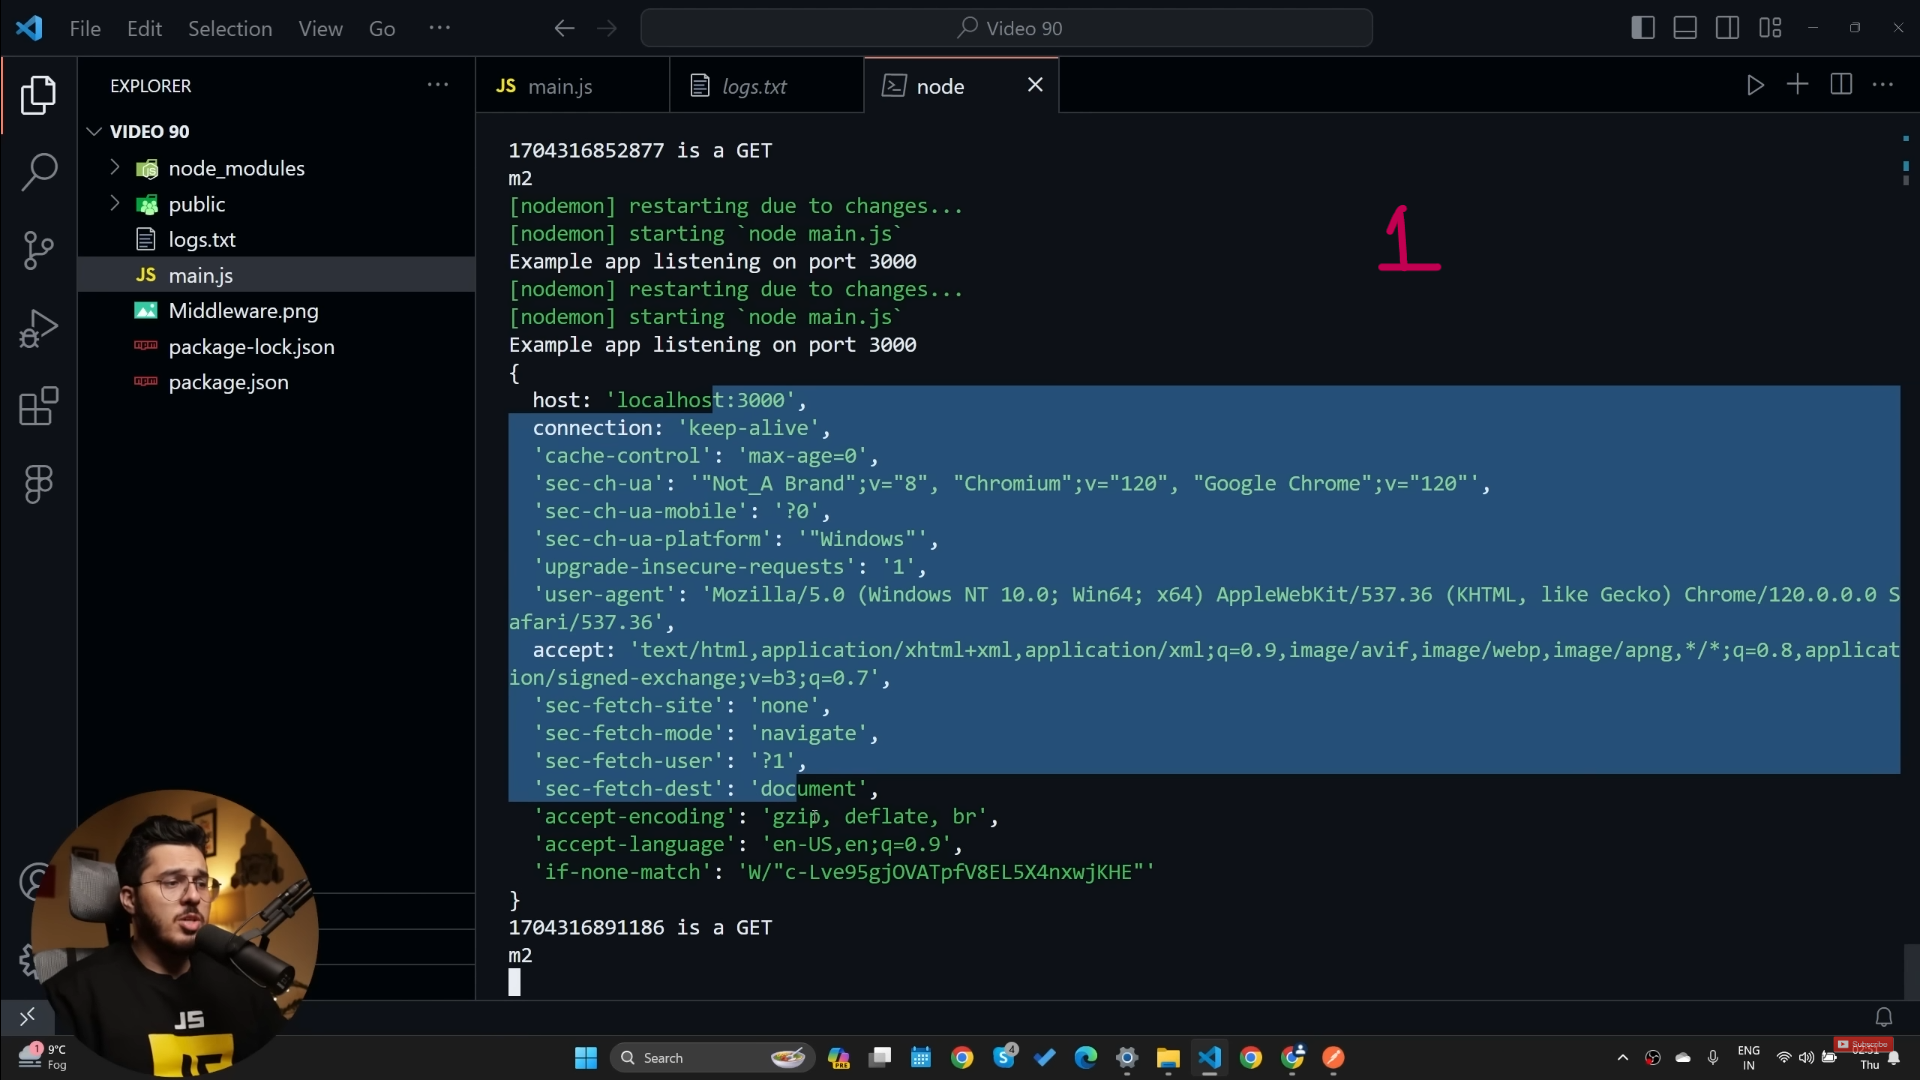 File Edit Selection View Go ···
Video 90
EXPLORER ···
JS main.js
logs.txt
node
VIDEO 90
node_modules
public
logs.txt
JS main.js
Middleware.png
package-lock.json
package.json
1704316852877 is a GET
m2
[nodemon] restarting due to changes...
[nodemon] starting `node main.js`
Example app listening on port 3000
[nodemon] restarting due to changes...
[nodemon] starting `node main.js`
Example app listening on port 3000
{
host: 'localhost:3000',
connection: 'keep-alive',
'cache-control': 'max-age=0',
'sec-ch-ua': '"Not_A Brand";v="8", "Chromium";v="120", "Google Chrome";v="120"',
'sec-ch-ua-mobile': '?0',
'sec-ch-ua-platform': '"Windows"',
'upgrade-insecure-requests': '1',
'user-agent': 'Mozilla/5.0 (Windows NT 10.0; Win64; x64) AppleWebKit/537.36 (KHTML, like Gecko) Chrome/120.0.0.0 S
afari/537.36',
accept: 'text/html,application/xhtml+xml,application/xml;q=0.9,image/avif,image/webp,image/apng,*/*;q=0.8,applicat
ion/signed-exchange;v=b3;q=0.7',
'sec-fetch-site': 'none',
'sec-fetch-mode': 'navigate',
'sec-fetch-user': '?1',
'sec-fetch-dest': 'document',
'accept-encoding': 'gzip, deflate, br',
'accept-language': 'en-US,en;q=0.9',
'if-none-match': 'W/"c-Lve95gjOVATpfV8EL5X4nxwjKHE"'
}
1704316891186 is a GET
m2
1
JS
1
9°C
Fog
Search
PRE
4
ENG
IN
Subscribe
Thu